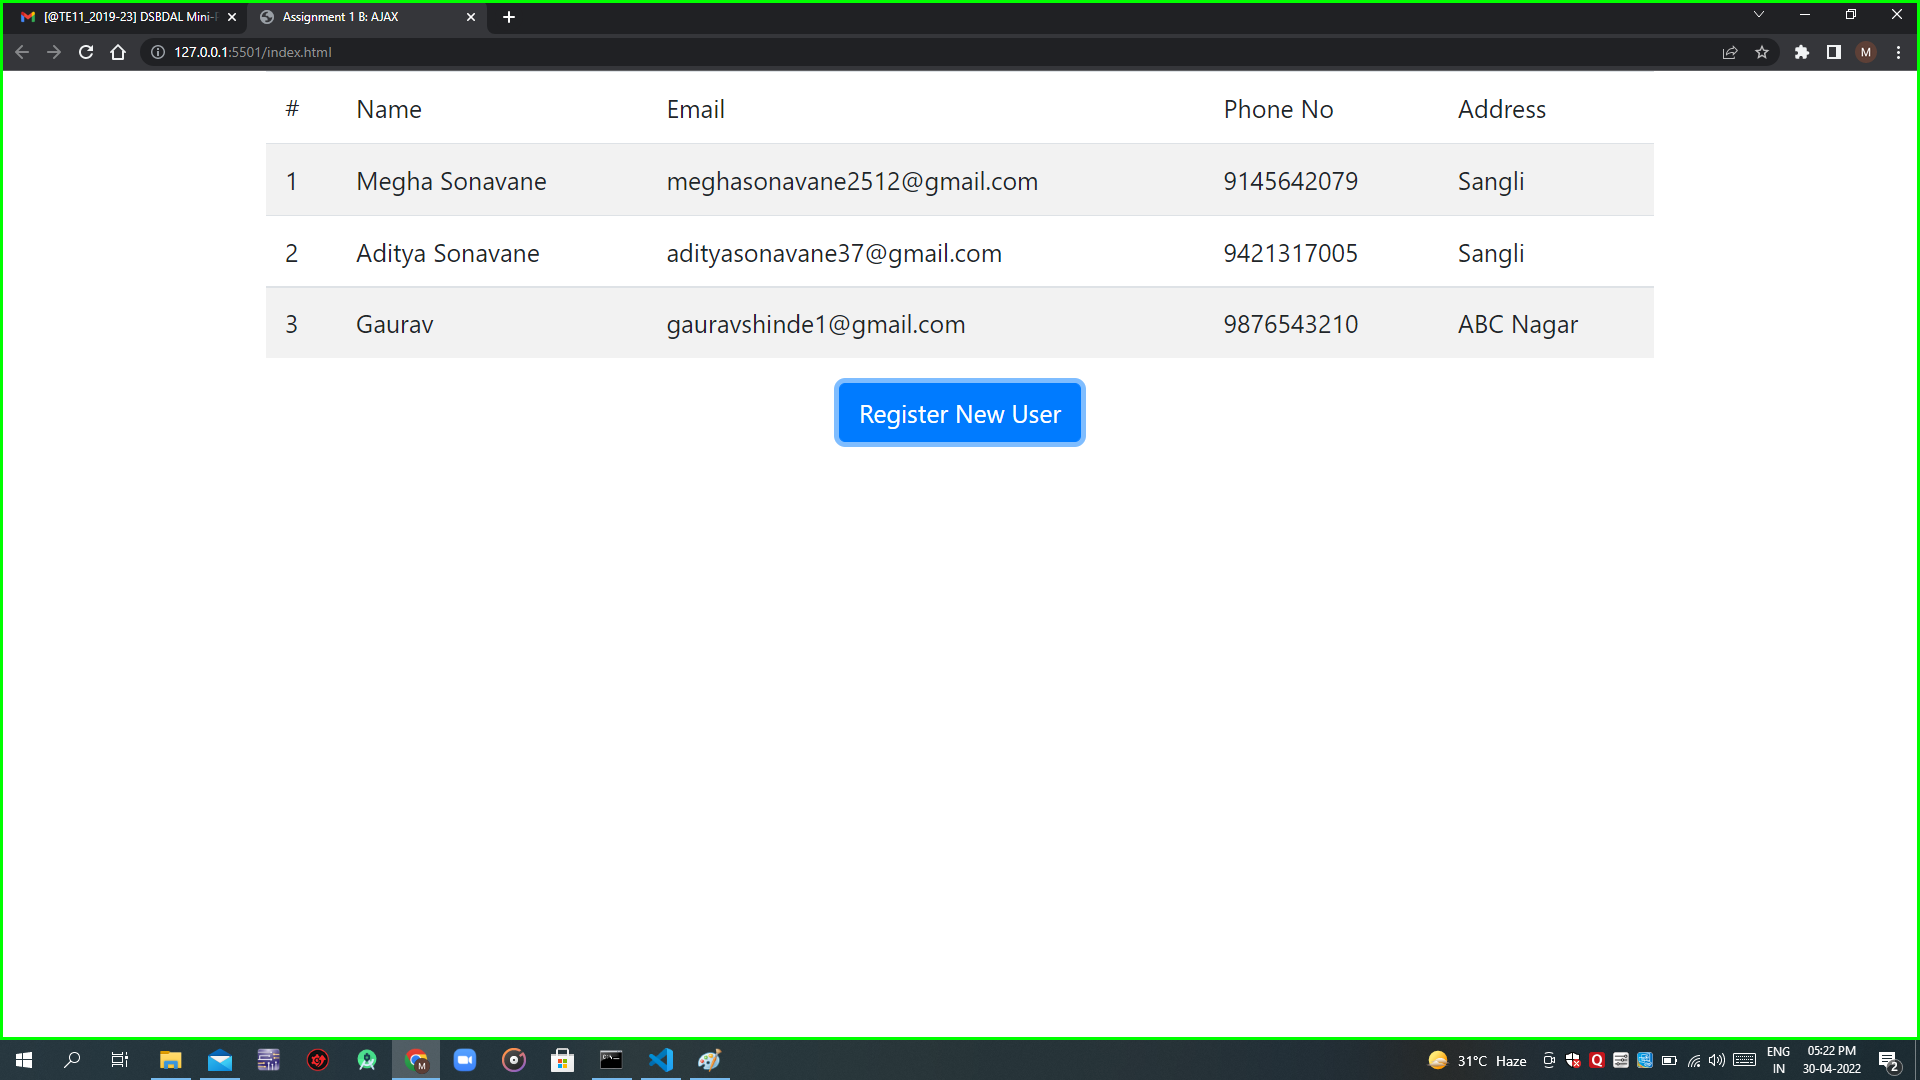 [@TE11_2019-23] DSBDAL Mini-
Assignment 1 B: AJAX
127.0.0.1:5501/index.html
M
# Name Email Phone No Address
1 Megha Sonavane meghasonavane2512@gmail.com 9145642079 Sangli
2 Aditya Sonavane adityasonavane37@gmail.com 9421317005 Sangli
3 Gaurav gauravshinde1@gmail.com 9876543210 ABC Nagar
Register New User
31°C Haze
ENG
IN
05:22 PM
30-04-2022
2